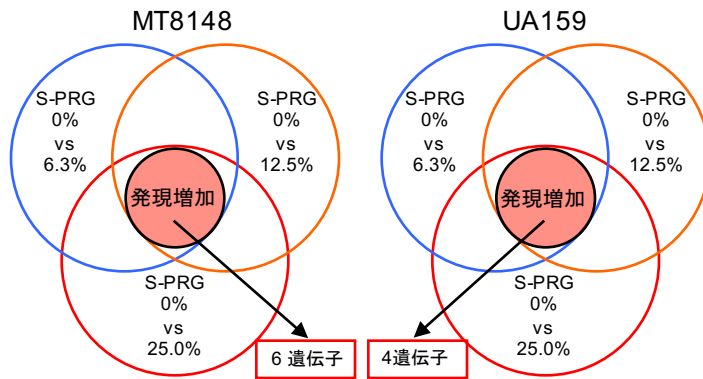 MT8148
S-PRG
0%
vs
6.3%
S-PRG
0%
vs
12.5%
発現増加
S-PRG
0%
vs
25.0%
6 遺伝子
UA159
S-PRG
0%
vs
6.3%
S-PRG
0%
vs
12.5%
発現増加
S-PRG
0%
vs
25.0%
4遺伝子